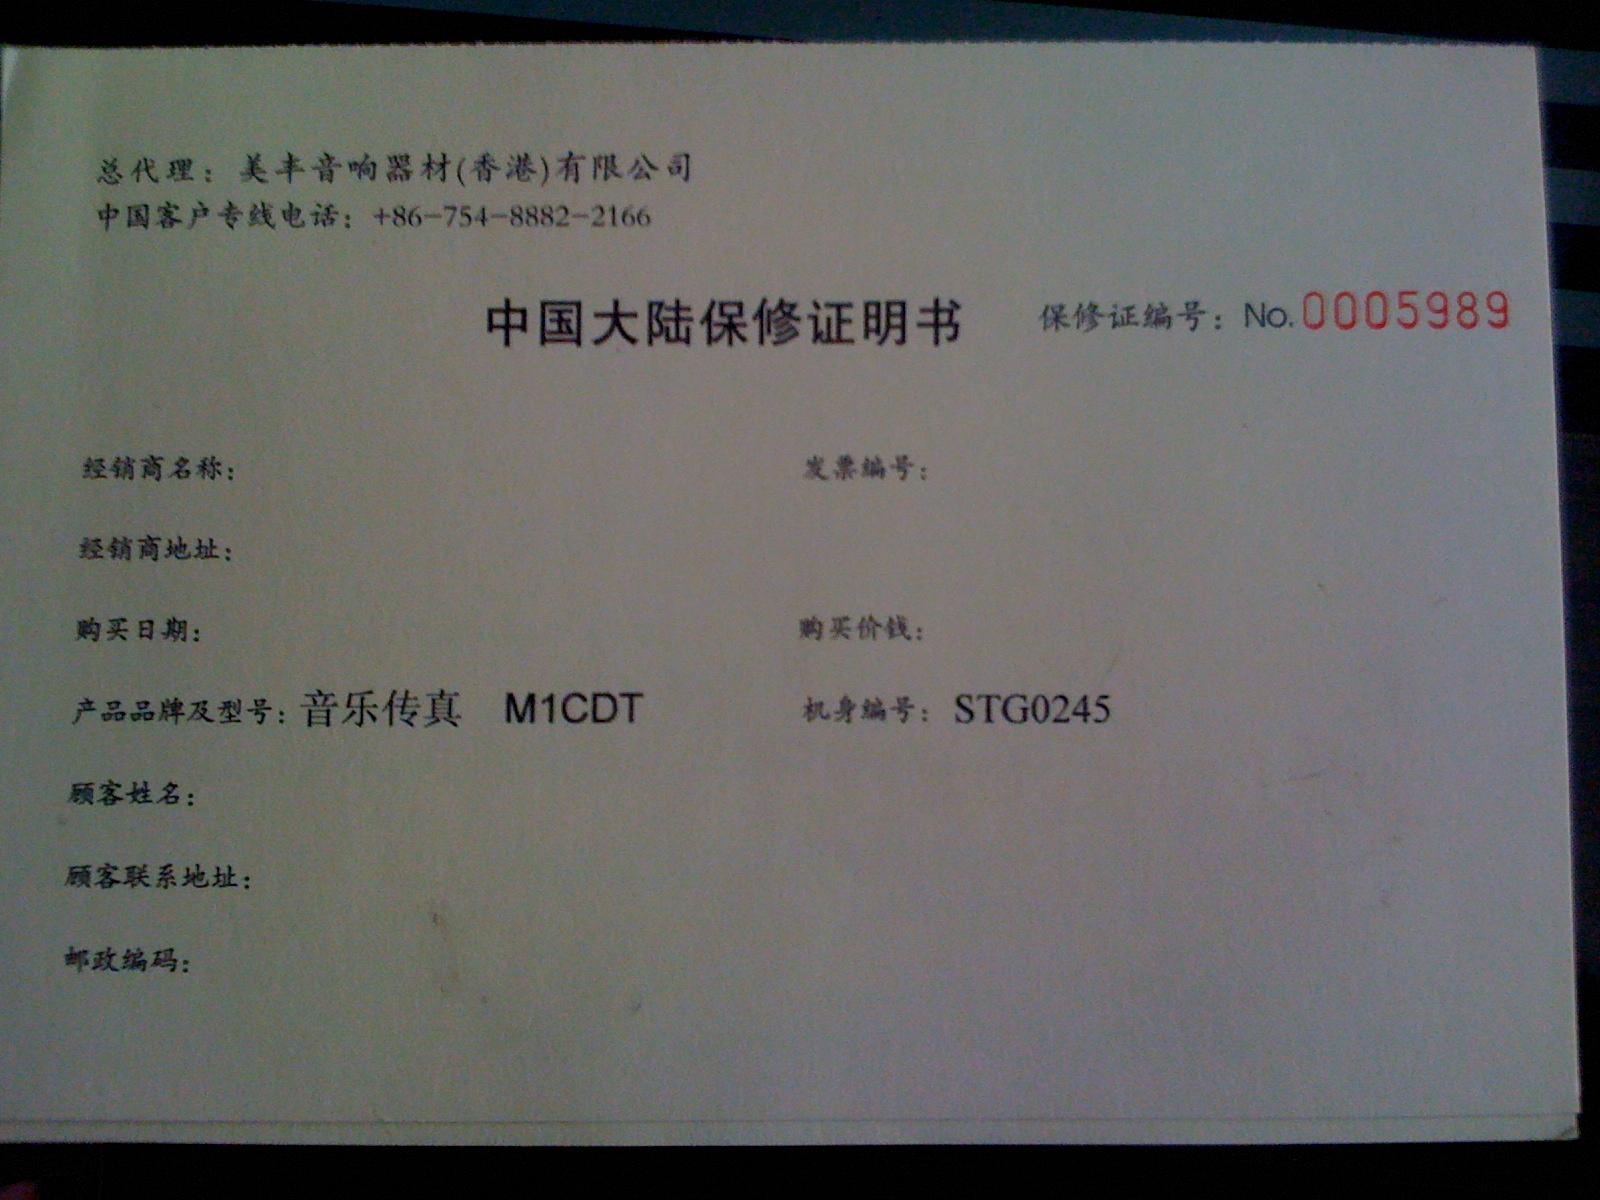 总代理：美丰音响器材(香港)有限公司
中国客户专线电话：+86-754-8882-2166
中国大陆保修证明书 保修证编号：No.0005989
经销商名称： 发票编号：
经销商地址：
购买日期： 购买价钱：
产品品牌及型号：音乐传真 M1CDT 机身编号：STG0245
顾客姓名：
顾客联系地址：
邮政编码：